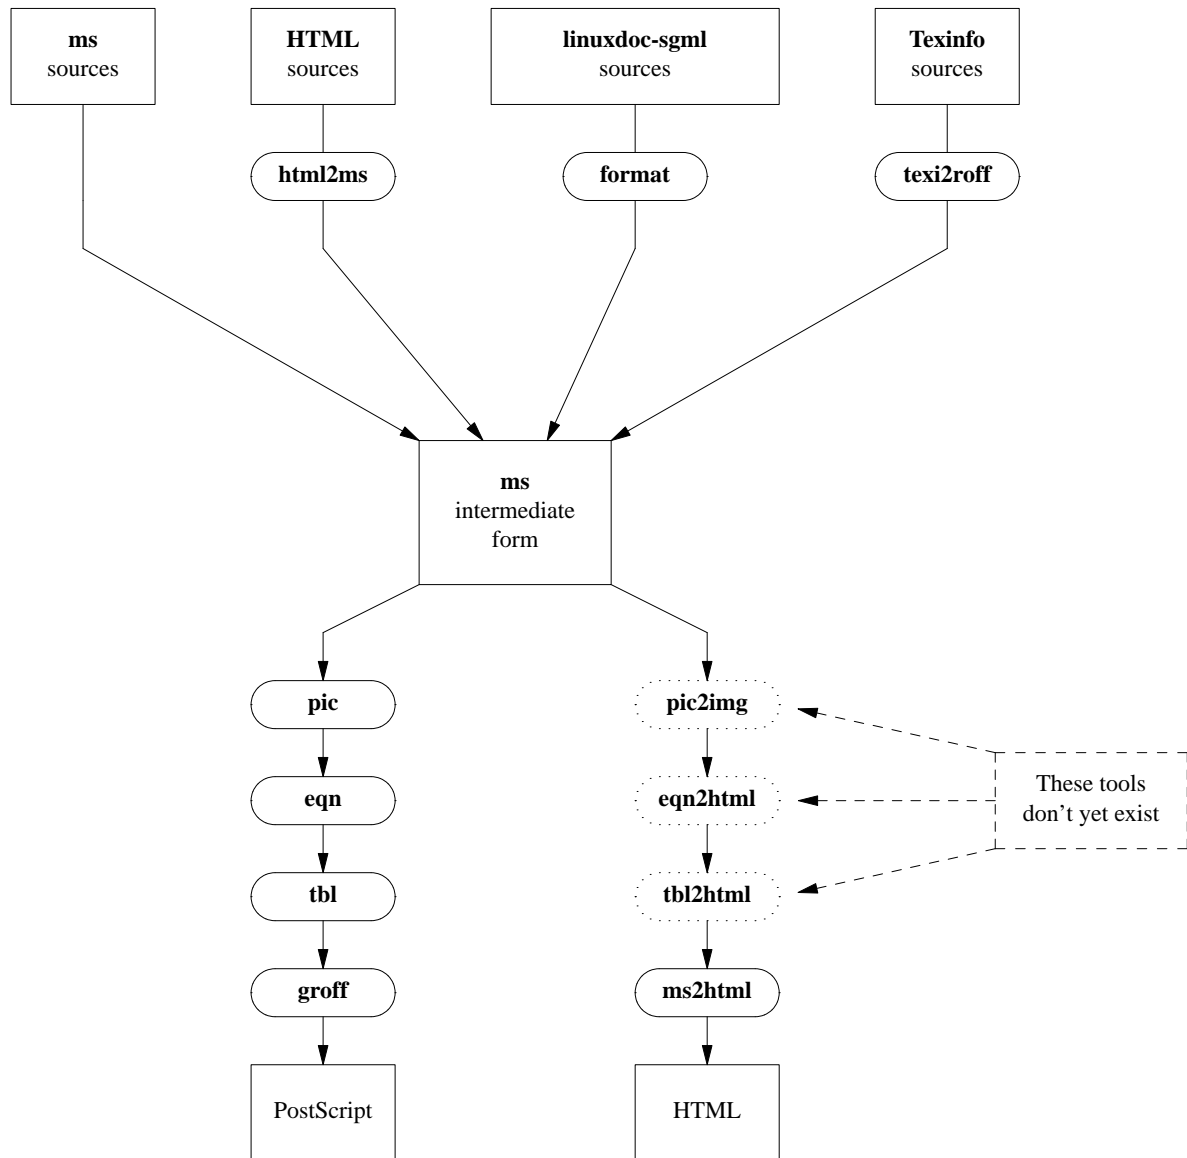 ms
sources
HTML
sources
linuxdoc-sgml
sources
Texinfo
sources
html2ms
format
texi2roff
ms
intermediate
form
pic
pic2img
eqn
eqn2html
These tools
don’t yet exist
tbl
tbl2html
groff
ms2html
PostScript
HTML